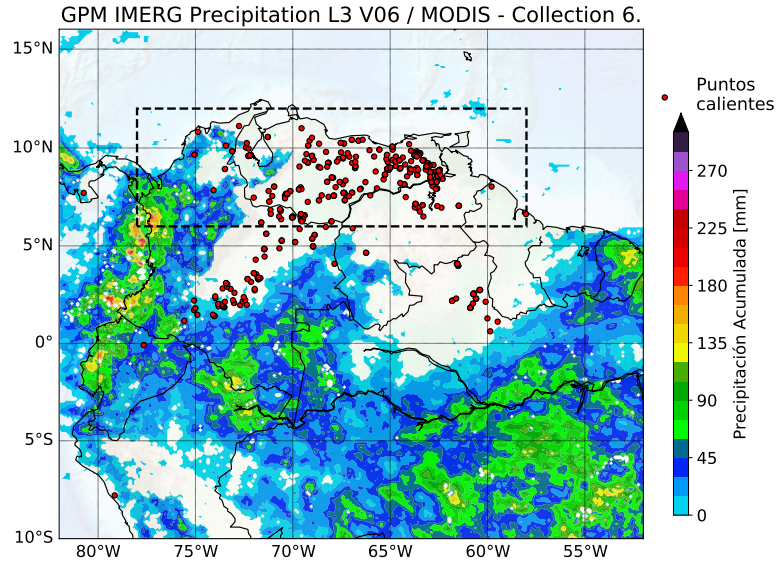 GPM IMERG Precipitation L3 V06 / MODIS - Collection 6.
15°N
10°N
5°N
0°
5°S
10°S
80°W
75°W
70°W
65°W
60°W
55°W
Puntos
calientes
270
225
180
135
90
45
0
Precipitación Acumulada [mm]